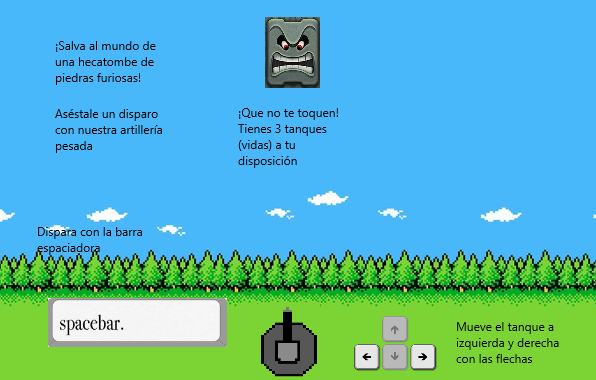 ¡Salva al mundo de
una hecatombe de
piedras furiosas!
Aséstale un disparo
con nuestra artillería
pesada
¡Que no te toquen!
Tienes 3 tanques
(vidas) a tu
disposición
Dispara con la barra
espaciadora
spacebar.
Mueve el tanque a
izquierda y derecha
con las flechas